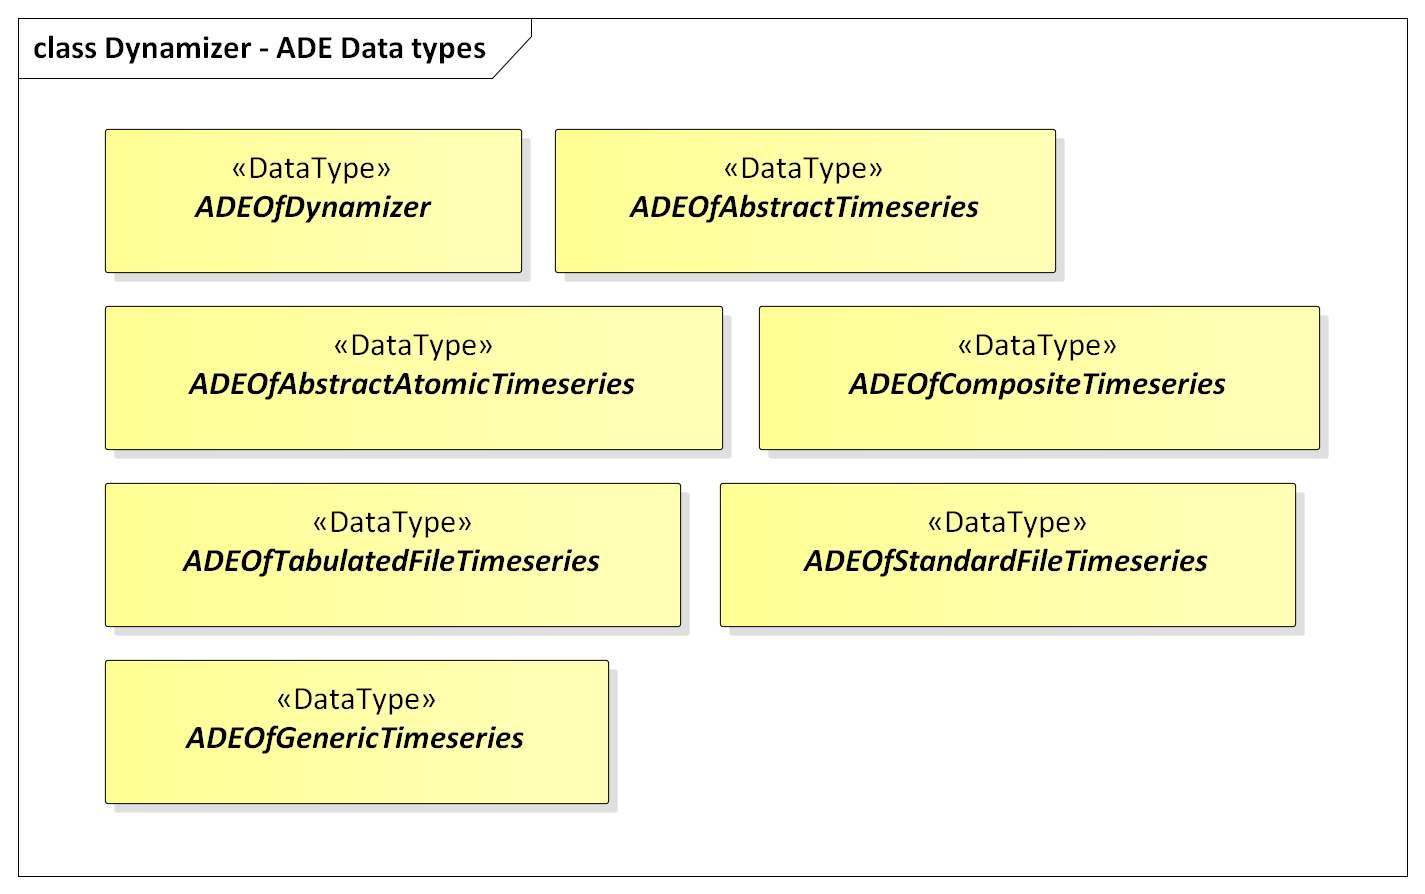 class Dynamizer - ADE Data types
«DataType»
ADEOfDynamizer
«DataType»
ADEOfAbstractTimeseries
«DataType»
ADEOfAbstractAtomicTimeseries
«DataType»
ADEOfCompositeTimeseries
«DataType»
ADEOfTabulatedFileTimeseries
«DataType»
ADEOfStandardFileTimeseries
«DataType»
ADEOfGenericTimeseries